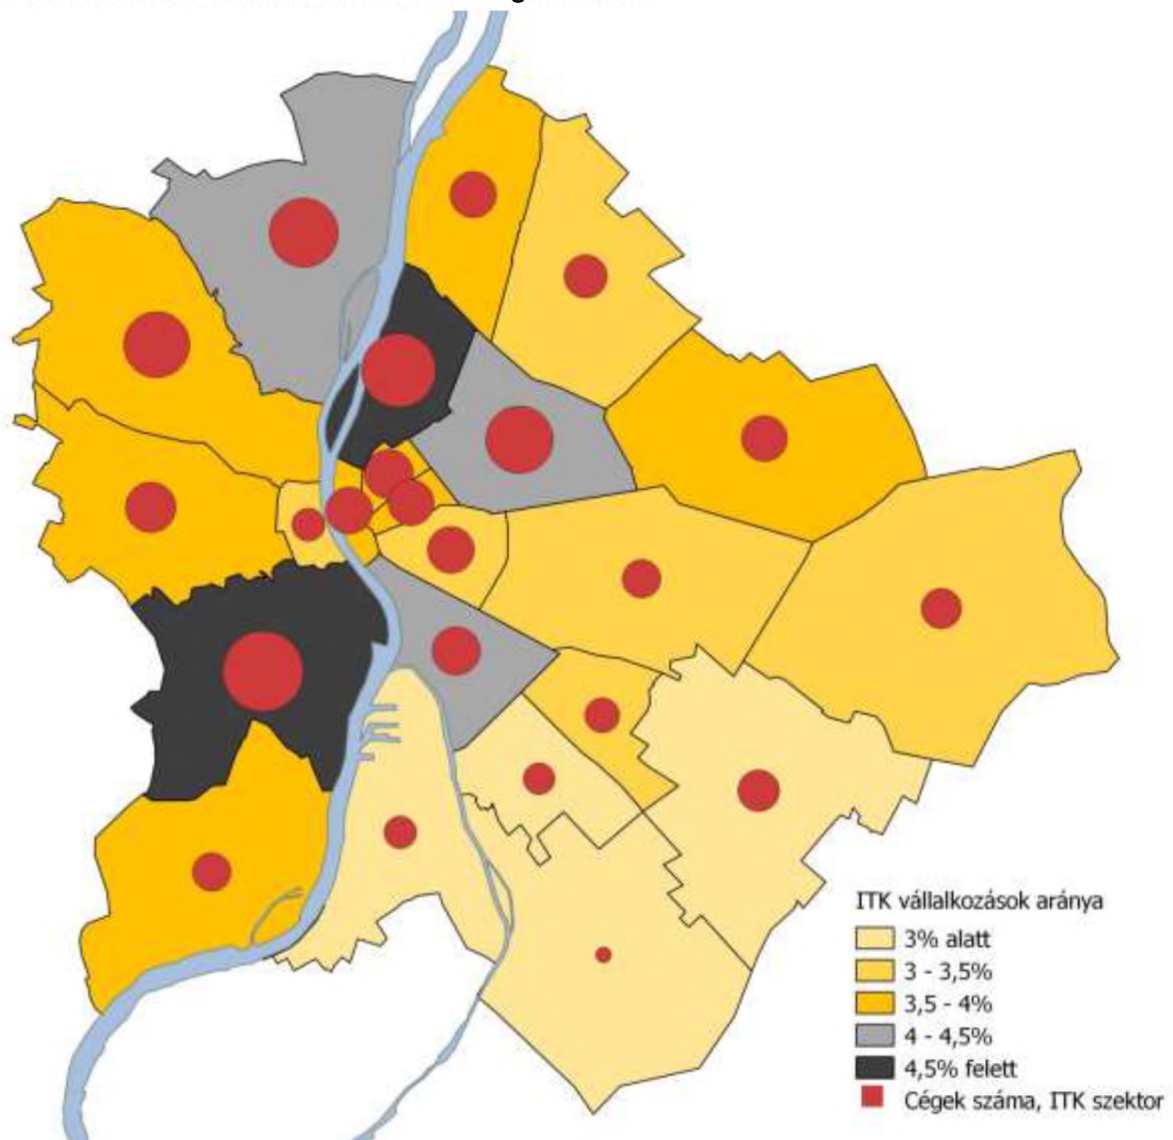 ITK vállalkozások aránya
3% alatt
3 - 3,5%
3,5 - 4%
4 - 4,5%
4,5% felett
Cégek száma, ITK szektor